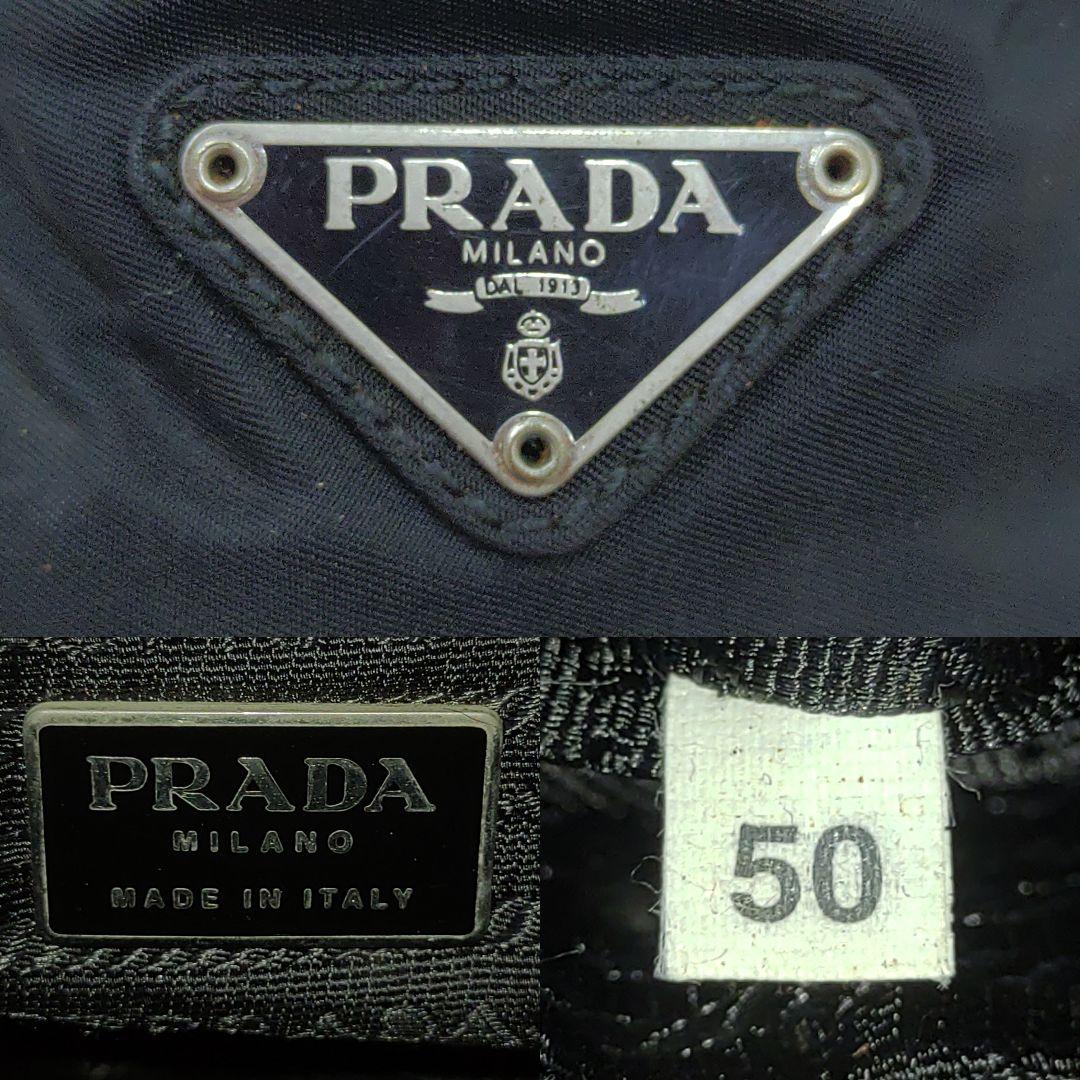 PRADA
MILANO
DAL 1913
PRADA
MILANO
MADE IN ITALY
50